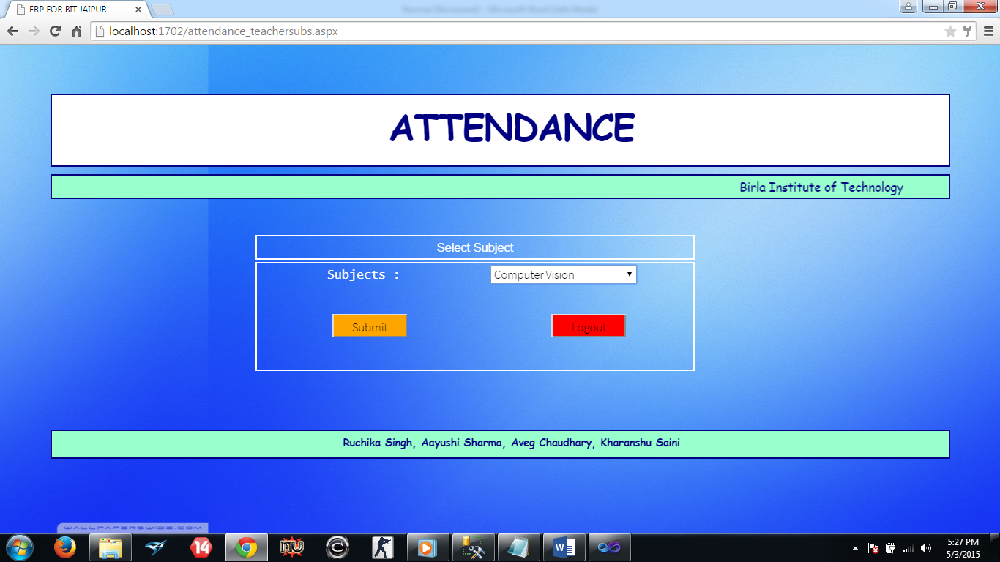 ERP FOR BIT JAIPUR
localhost:1702/attendance_teachersubs.aspx
ATTENDANCE
Birla Institute of Technology
Select Subject
Subjects :
Computer Vision
Submit
Logout
Ruchika Singh, Aayushi Sharma, Aveg Chaudhary, Kharanshu Saini
WALLPAPERSWIDE.COM
14
MU
5:27 PM
5/3/2015